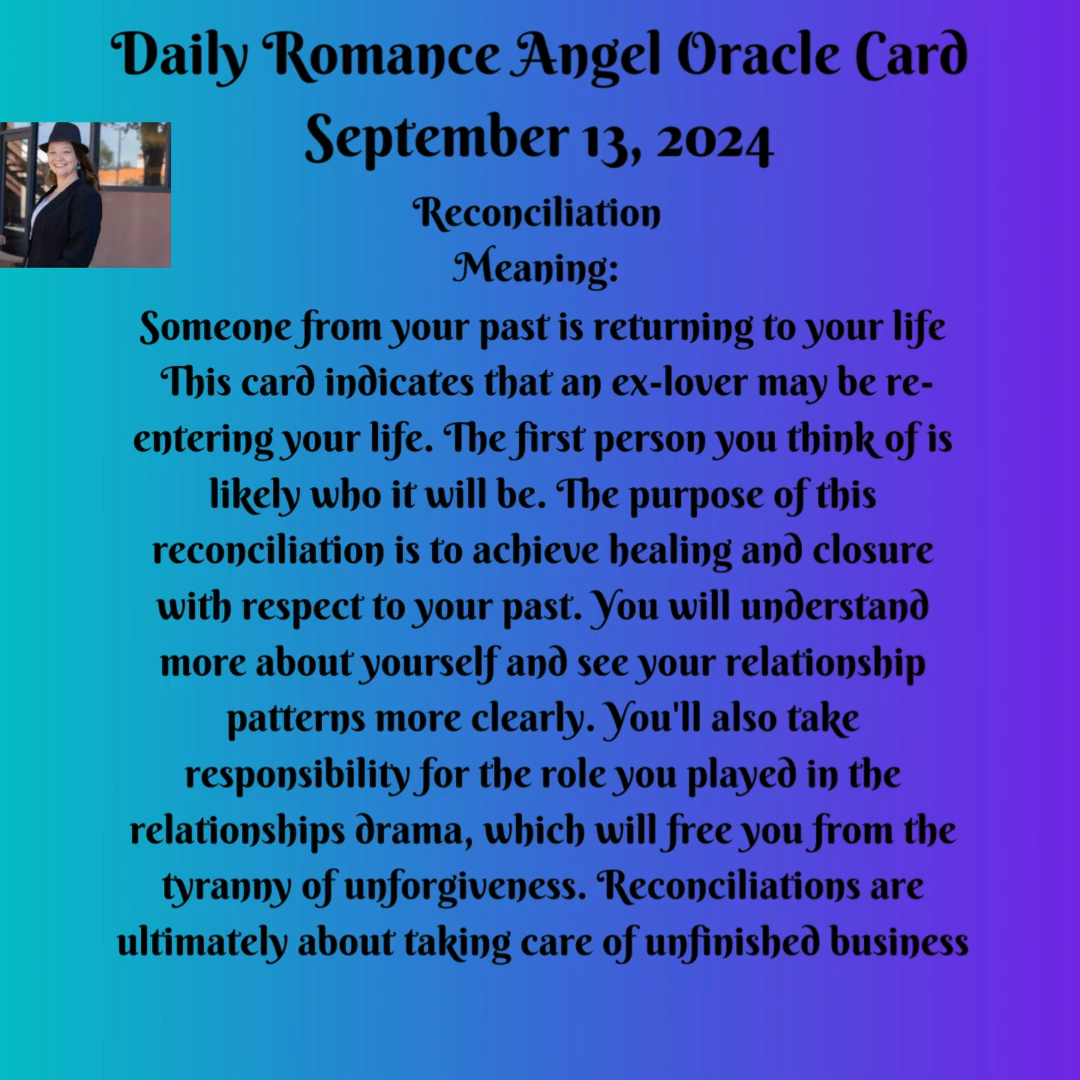 Daily Romance Angel Oracle Card
September 13, 2024
Reconciliation
Meaning:
Someone from your past is returning to your life
This card indicates that an ex-lover may be re-
entering your life. The first person you think of is
likely who it will be. The purpose of this
reconciliation is to achieve healing and closure
with respect to your past. You will understand
more about yourself and see your relationship
patterns more clearly. You'll also take
responsibility for the role you played in the
relationships drama, which will free you from the
tyranny of unforgiveness. Reconciliations are
ultimately about taking care of unfinished business